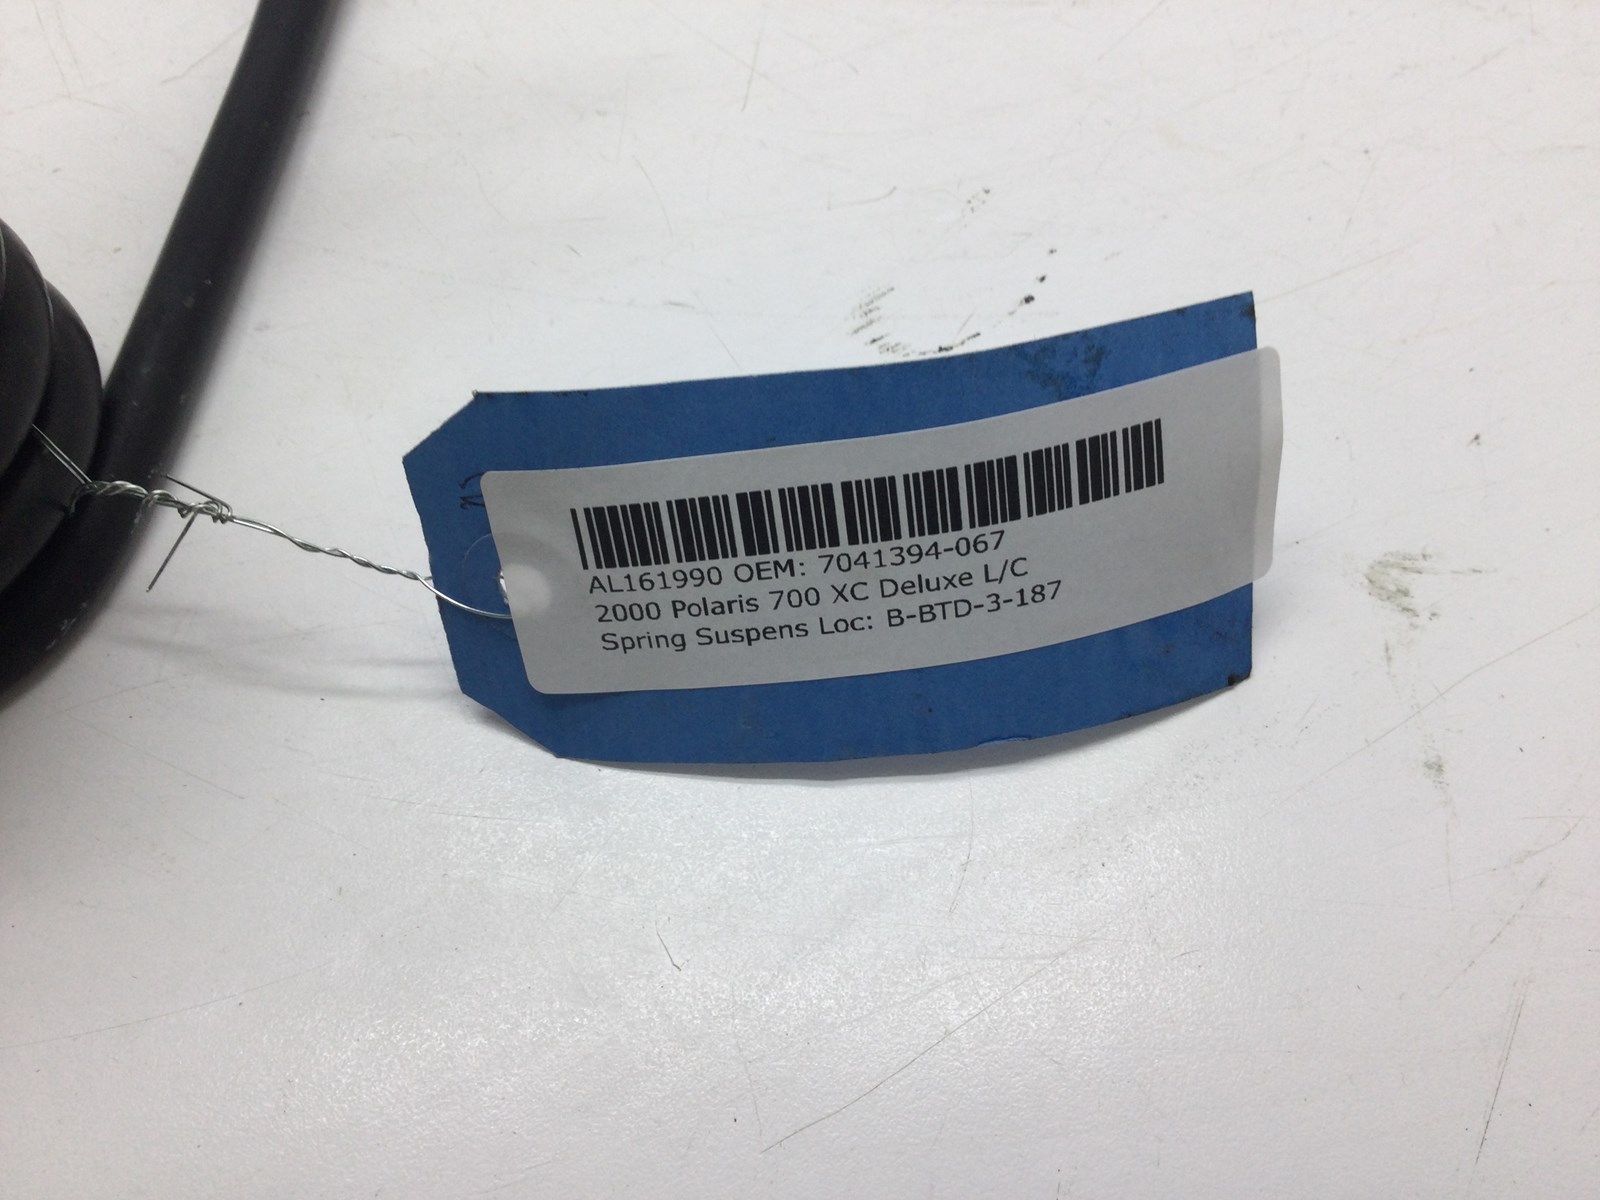 AL161990 OEM: 7041394-067
2000 Polaris 700 XC Deluxe L/C
Spring Suspens Loc: B-BTD-3-187